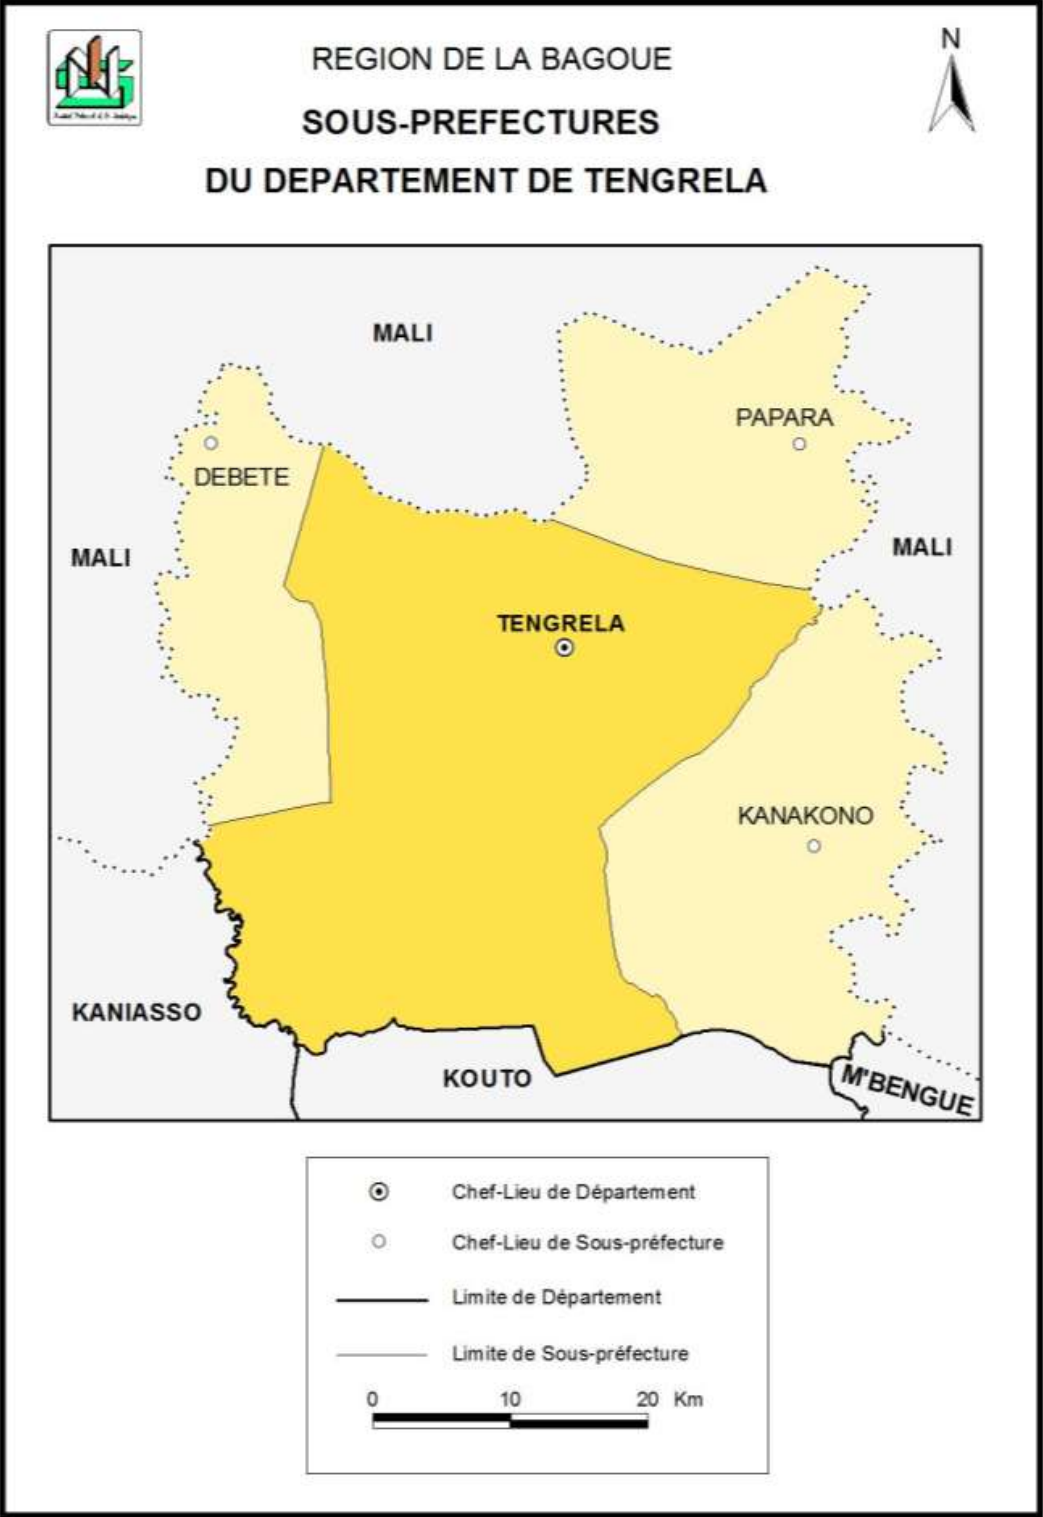 N
REGION DE LA BAGOUE
SOUS-PREFECTURES
DU DEPARTEMENT DE TENGRELA
MALI
PAPARA
DEBETE
MALI
MALI
TENGRELA
KANAKONO
KANIASSO
KOUTO
M'BENGUE
Chef-Lieu de Département
Chef-Lieu de Sous-préfecture
Limite de Département
Limite de Sous-préfecture
0 10 20 Km